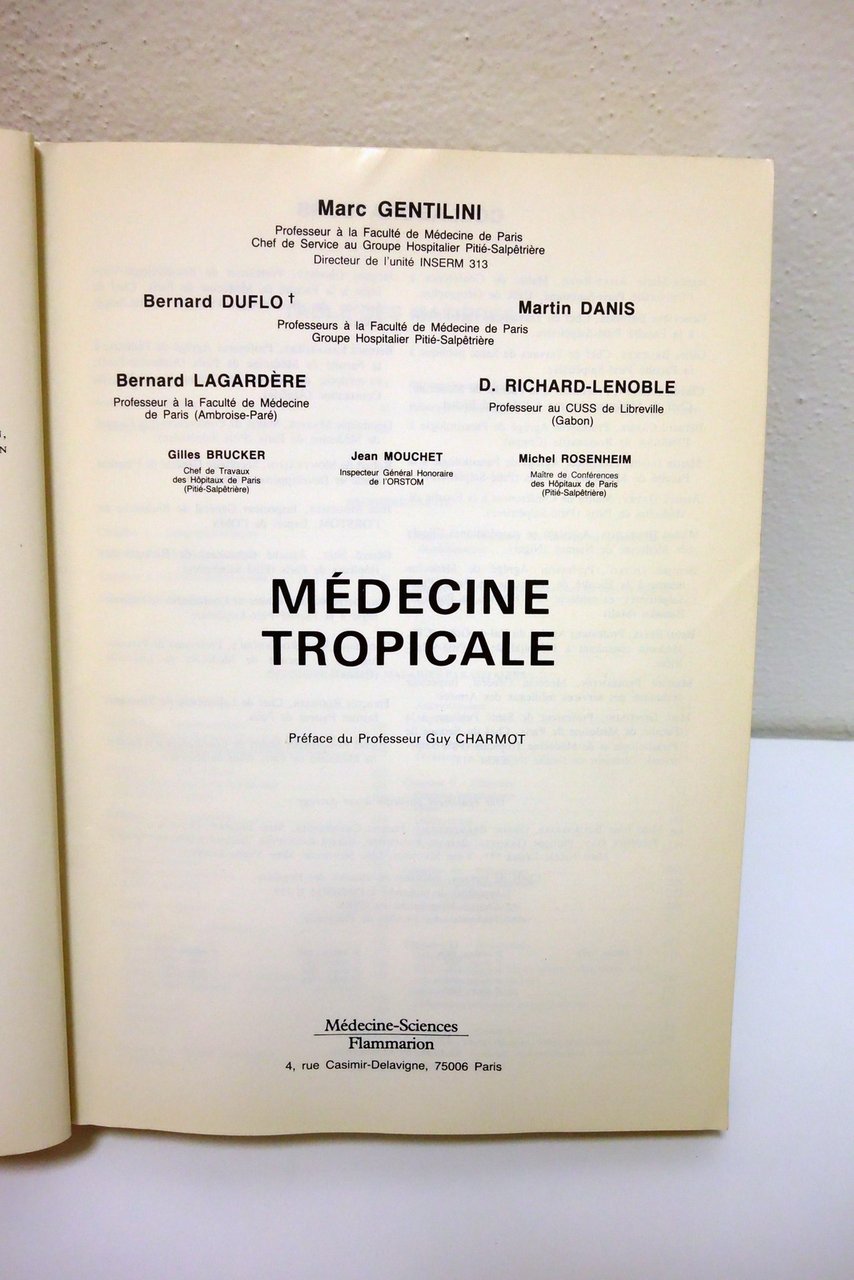 Marc GENTILINI
Professeur à la Faculté de Médecine de Paris
Chef de Service au Groupe Hospitalier Pitié-Salpêtrière
Directeur de l'unité INSERM 313
Bernard DUFLO †
Martin DANIS
Professeurs à la Faculté de Médecine de Paris
Groupe Hospitalier Pitié-Salpêtrière
Bernard LAGARDÈRE
Professeur à la Faculté de Médecine
de Paris (Ambroise-Paré)
D. RICHARD-LENOBLE
Professeur au CUSS de Libreville
(Gabon)
Gilles BRUCKER
Chef de Travaux
des Hôpitaux de Paris
(Pitié-Salpêtrière)
Jean MOUCHET
Inspecteur Général Honoraire
de l'ORSTOM
Michel ROSENHEIM
Maître de Conférences
des Hôpitaux de Paris
(Pitié-Salpêtrière)
MÉDECINE
TROPICALE
Préface du Professeur Guy CHARMOT
Médecine-Sciences
Flammarion
4, rue Casimir-Delavigne, 75006 Paris